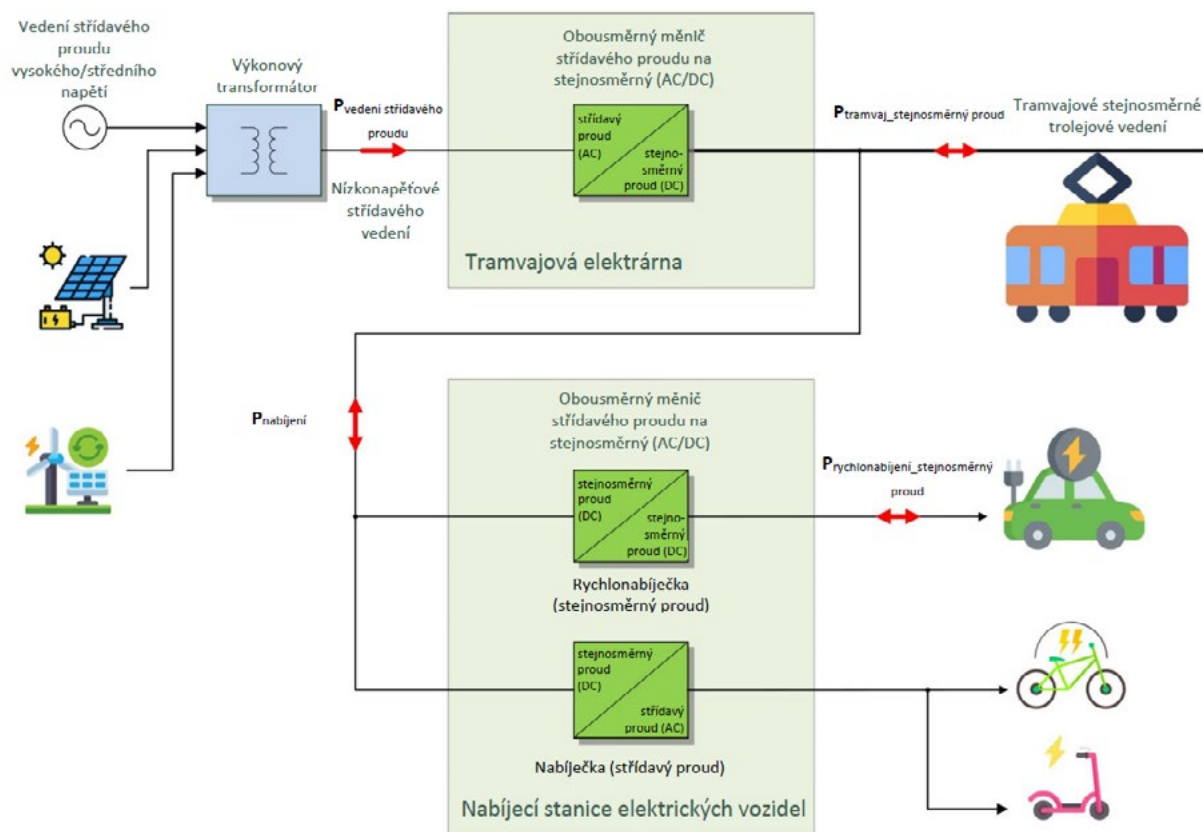 Vedení střídavého
proudu
vysokého/středního
napětí
Výkonový
transformátor
Pvedení střídavého
proudu
Nízkonapěťové
střídavého
vedení
Obousměrný měnič
střídavého proudu na
stejnosměrný (AC/DC)
střídavý
proud
(AC)
stejno-
směrný
proud (DC)
Tramvajová elektrárna
Ptramvaj_stejnosměrný proud
Tramvajové stejnosměrné
trolejové vedení
Pnabíjení
Obousměrný měnič
střídavého proudu na
stejnosměrný (AC/DC)
stejnosměrný
proud
(DC)
stejno-
směrný
proud (DC)
Rychlonabíječka
(stejnosměrný proud)
Prychlonabíjení_stejnosměrný
proud
stejnosměrný
proud
(DC)
střídavý
proud (AC)
Nabíječka (střídavý proud)
Nabíjecí stanice elektrických vozidel